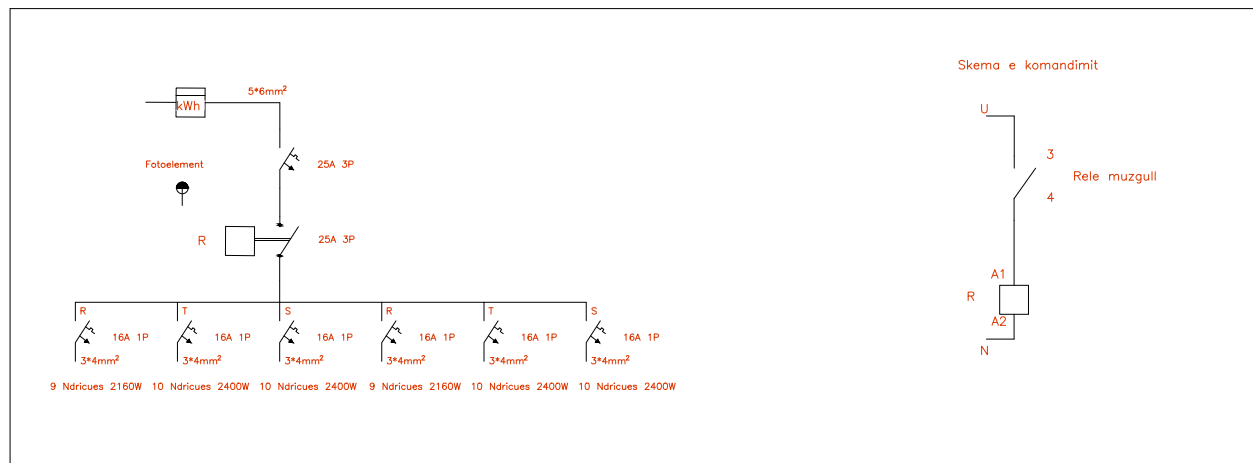 5*6mm²
kWh
25A 3P
Fotoelement
R
25A 3P
R T S R T S
16A 1P 16A 1P 16A 1P 16A 1P 16A 1P 16A 1P
3*4mm² 3*4mm² 3*4mm² 3*4mm² 3*4mm² 3*4mm²
9 Ndricues 2160W 10 Ndricues 2400W 10 Ndricues 2400W 9 Ndricues 2160W 10 Ndricues 2400W 10 Ndricues 2400W
Skema e komandimit
U
3
Rele muzgull
4
A1
R
A2
N